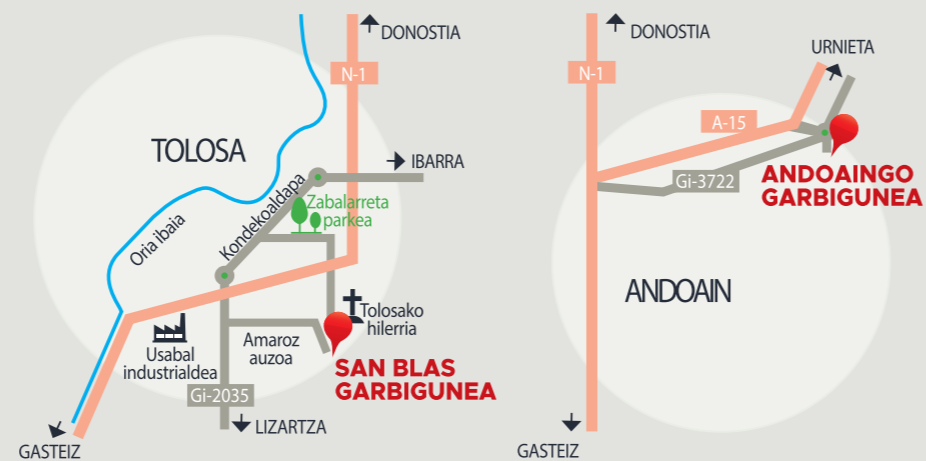 DONOSTIA
N-1
TOLOSA
IBARRA
Kondekoaldapa
Zabalarreta
parkea
Oria ibaia
Tolosako
hilerria
Usabal
industrialdea
Amaroz
auzoa
SAN BLAS
GARBIGUNEA
Gi-2035
LIZARTZA
GASTEIZ
DONOSTIA
URNIETA
N-1
A-15
Gi-3722
ANDOAINGO
GARBIGUNEA
ANDOAIN
GASTEIZ